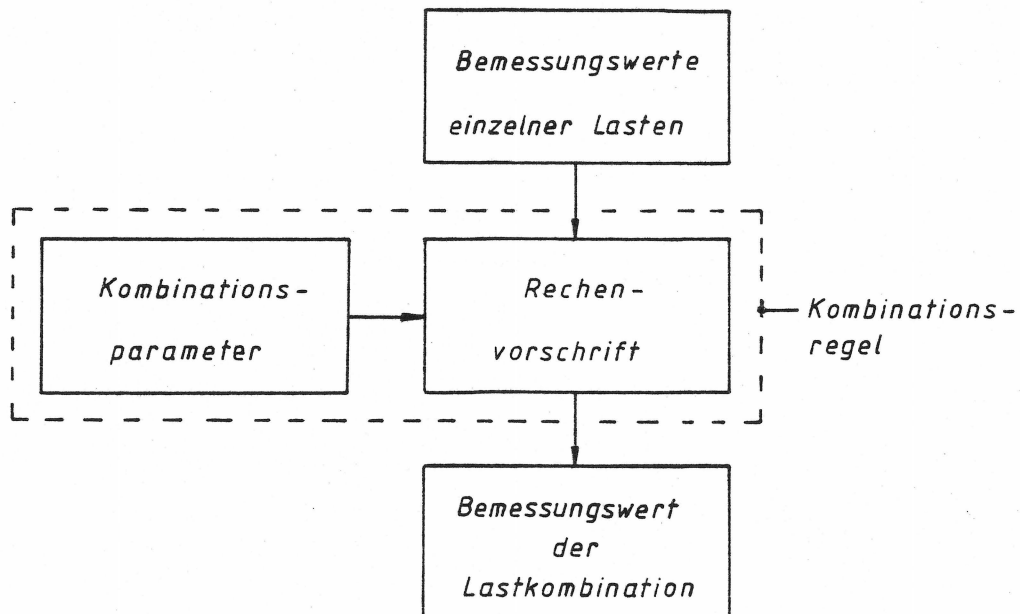 Bemessungswerte
einzelner Lasten
Kombinations-
parameter
Rechen-
vorschrift
Kombinations-
regel
Bemessungswert
der
Lastkombination